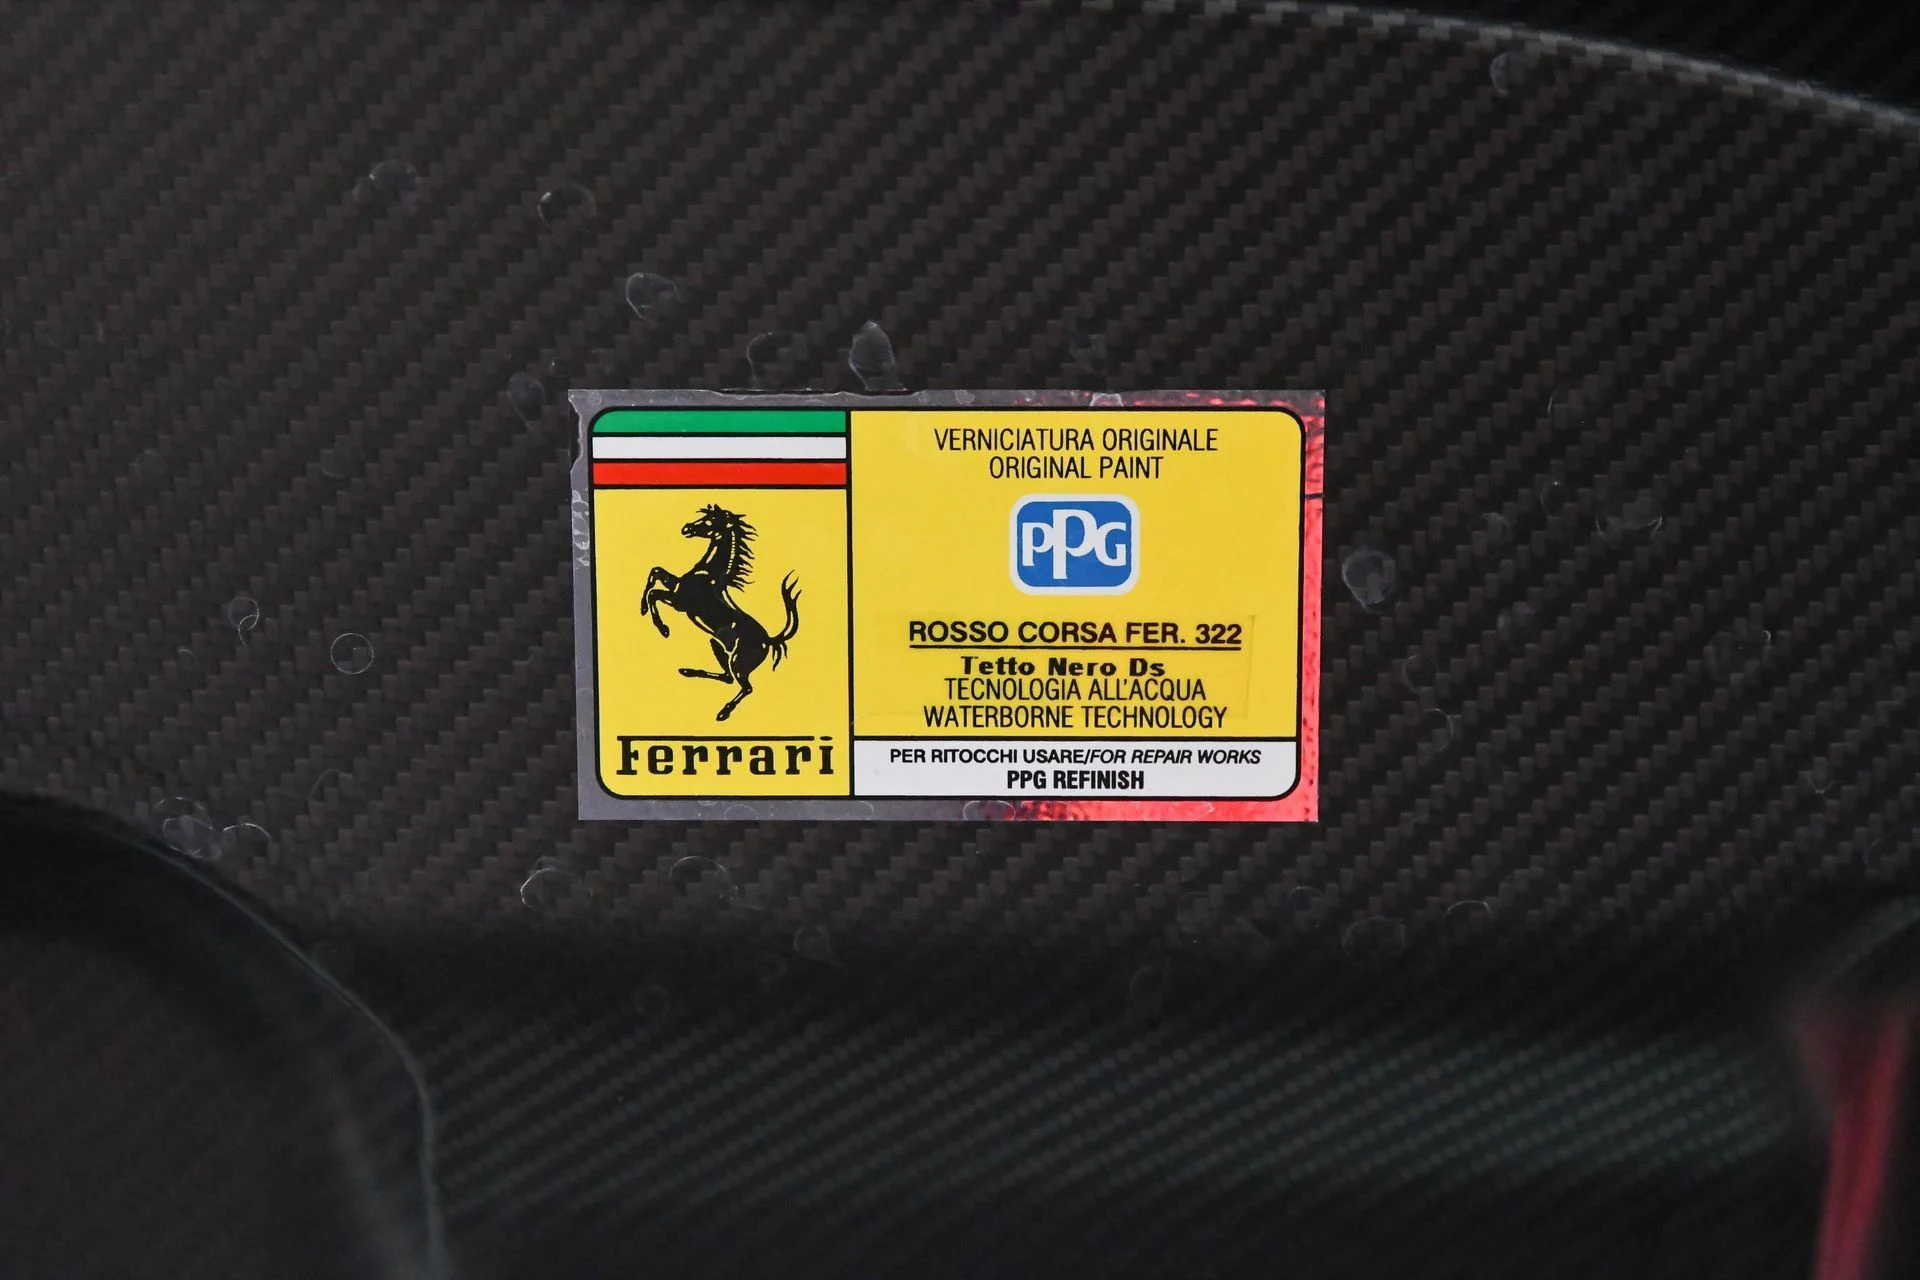 Ferrari
VERNICIATURA ORIGINALE
ORIGINAL PAINT
PPG
ROSSO CORSA FER. 322
Tetto Nero Ds
TECNOLOGIA ALL'ACQUA
WATERBORNE TECHNOLOGY
PER RITOCCHI USARE/FOR REPAIR WORKS
PPG REFINISH